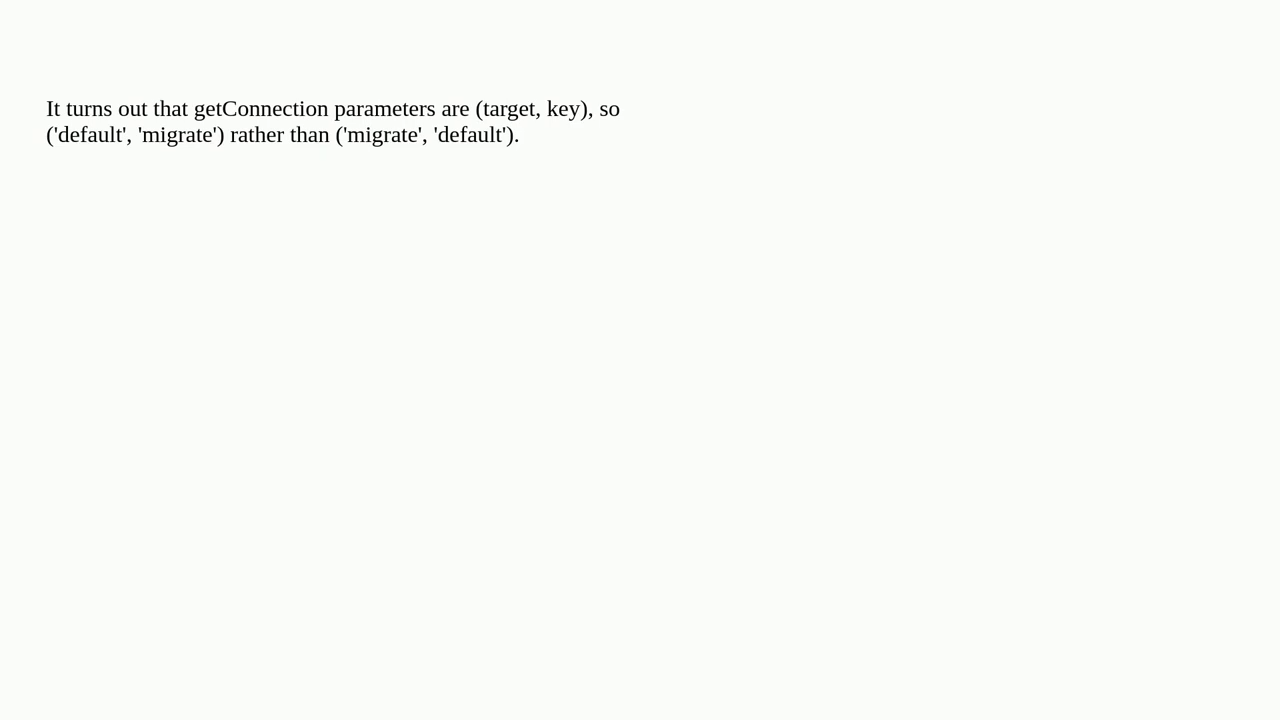 It turns out that getConnection parameters are (target, key), so
('default', 'migrate') rather than ('migrate', 'default').